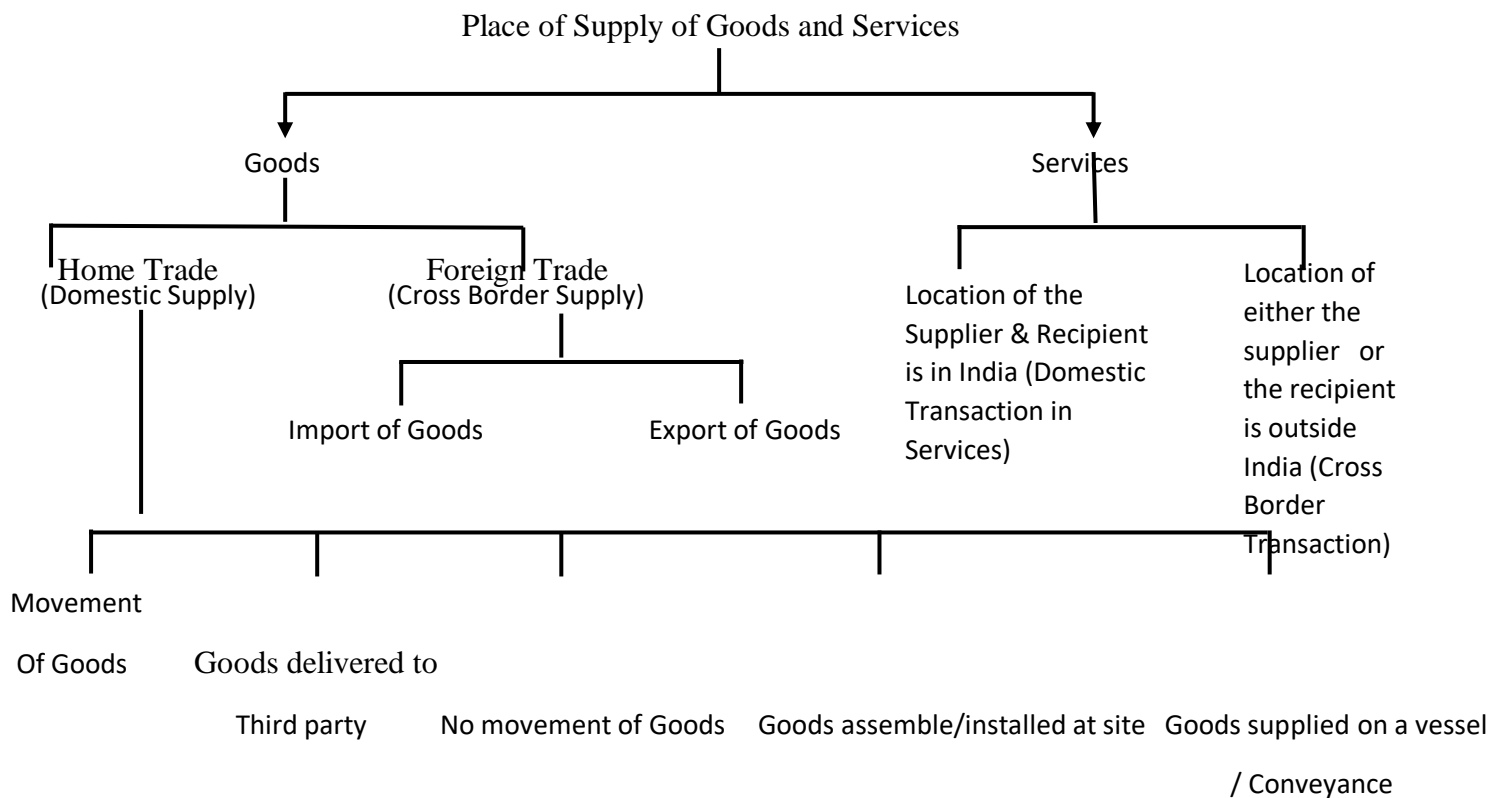 Place of Supply of Goods and Services
Goods
Services
Home Trade
(Domestic Supply)
Foreign Trade
(Cross Border Supply)
Import of Goods
Export of Goods
Location of the
Supplier & Recipient
is in India (Domestic
Transaction in
Services)
Location of
either the
supplier or
the recipient
is outside
India (Cross
Border
Transaction)
Movement
Of Goods
Goods delivered to
Third party
No movement of Goods
Goods assemble/installed at site
Goods supplied on a vessel
/ Conveyance